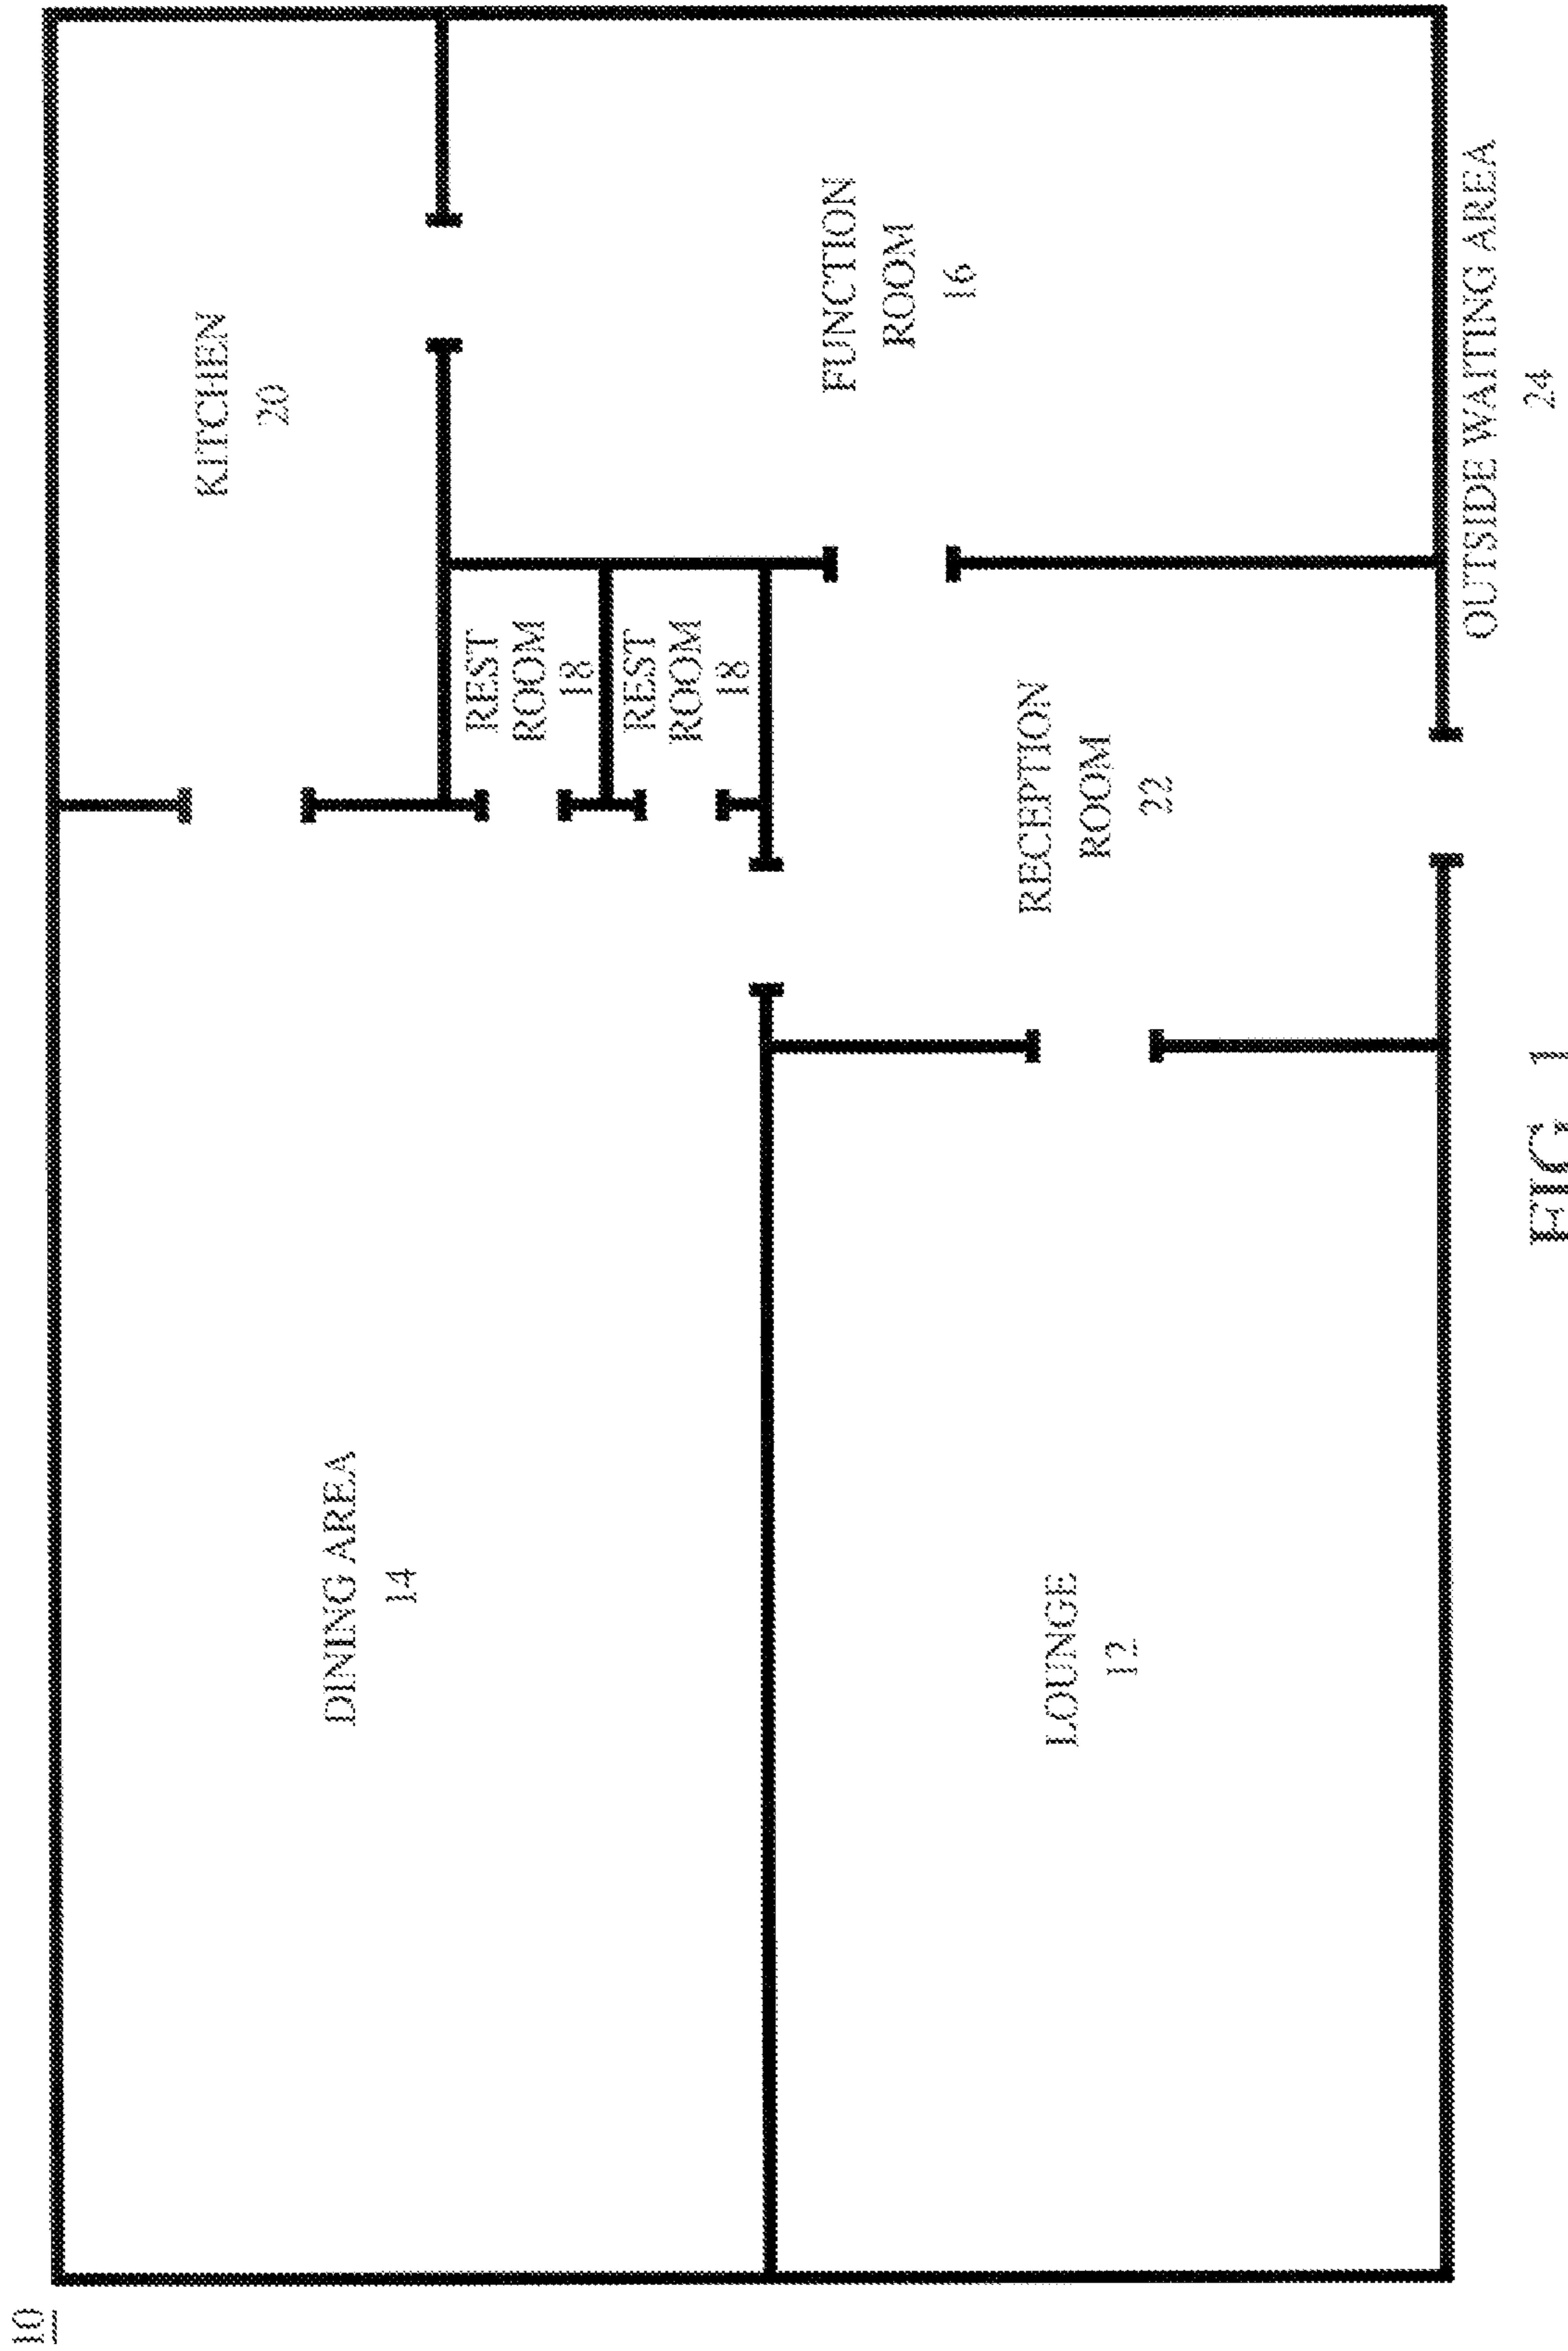 10
DINING AREA
14
KITCHEN
20
REST
ROOM
18
REST
ROOM
18
FUNCTION
ROOM
16
RECEPTION
ROOM
22
LOUNGE
12
OUTSIDE WAITING AREA
24
FIG. 1